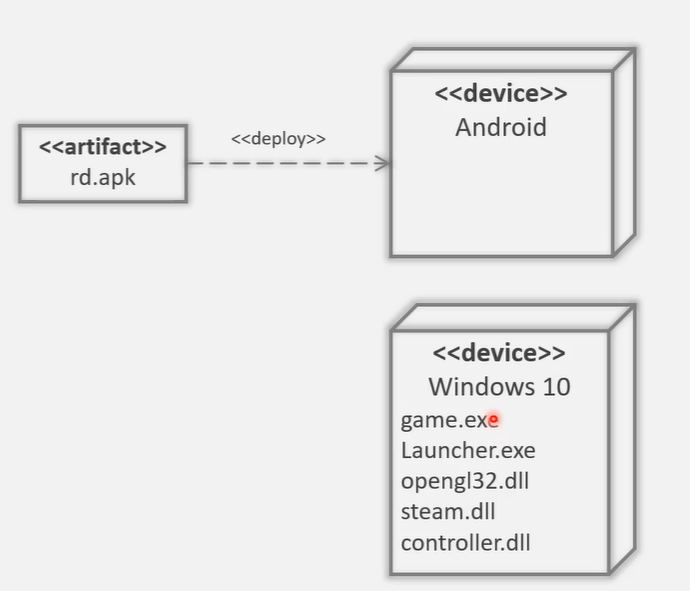 <<device>>
Android
<<deploy>>
<<artifact>>
rd.apk
<<device>>
Windows 10
game.exe
Launcher.exe
opengl32.dll
steam.dll
controller.dll